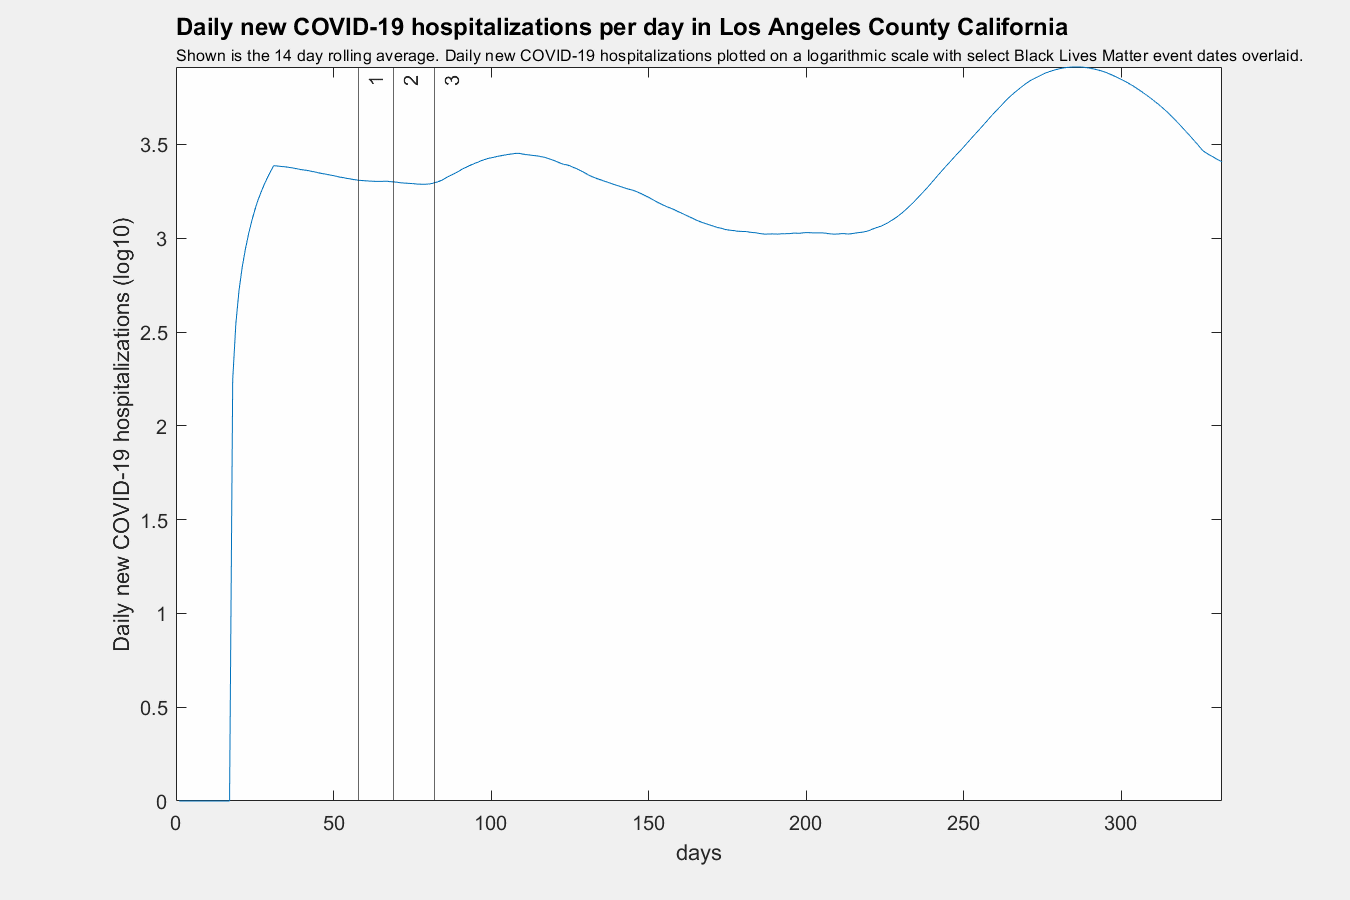 Daily new COVID-19 hospitalizations per day in Los Angeles County California
Shown is the 14 day rolling average. Daily new COVID-19 hospitalizations plotted on a logarithmic scale with select Black Lives Matter event dates overlaid.
1 2 3
Daily new COVID-19 hospitalizations (log10)
3.5
3
2.5
2
1.5
1
0.5
0
0 50 100 150 200 250 300
days